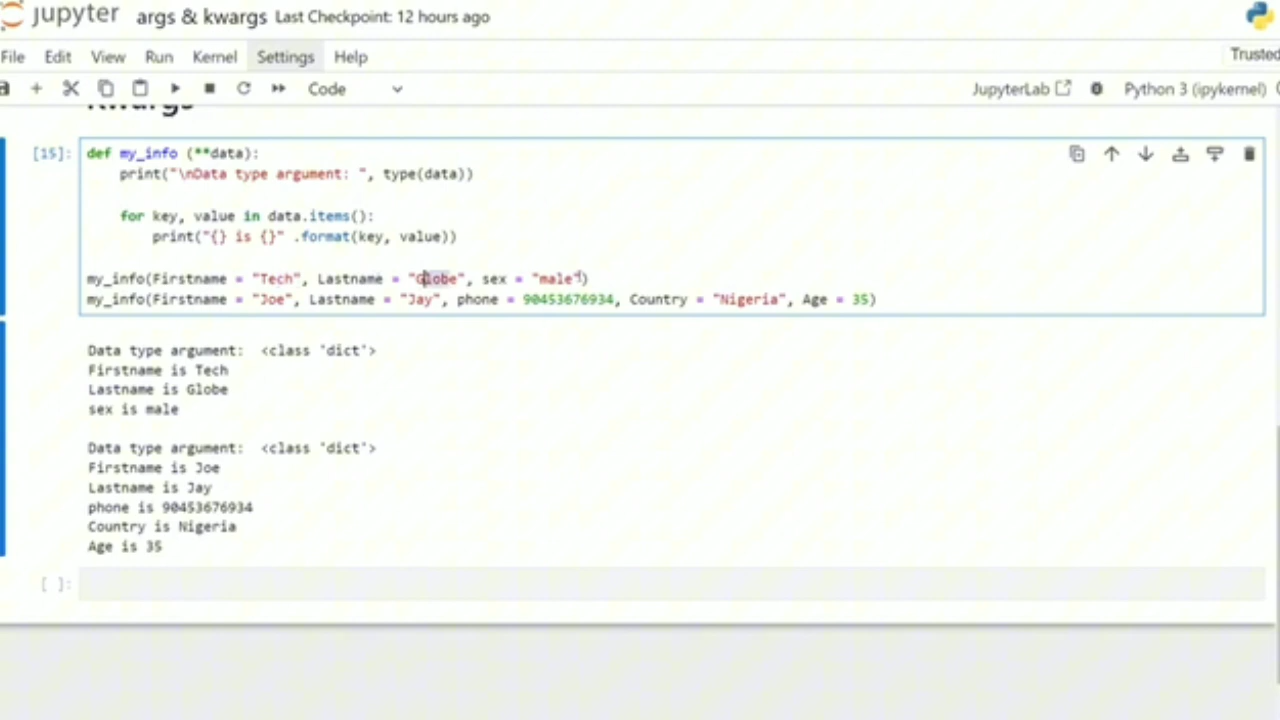 jupyter args & kwargs Last Checkpoint: 12 hours ago
File Edit View Run Kernel Settings Help Trusted
Code JupyterLab Python 3 (ipykernel)
Kwargs
[15]: def my_info (**data):
print("\nData type argument: ", type(data))
for key, value in data.items():
print("{} is {}" .format(key, value))
my_info(Firstname = "Tech", Lastname = "Globe", sex = "male")
my_info(Firstname = "Joe", Lastname = "Jay", phone = 90453676934, Country = "Nigeria", Age = 35)
Data type argument:  <class 'dict'>
Firstname is Tech
Lastname is Globe
sex is male
Data type argument:  <class 'dict'>
Firstname is Joe
Lastname is Jay
phone is 90453676934
Country is Nigeria
Age is 35
[ ]: